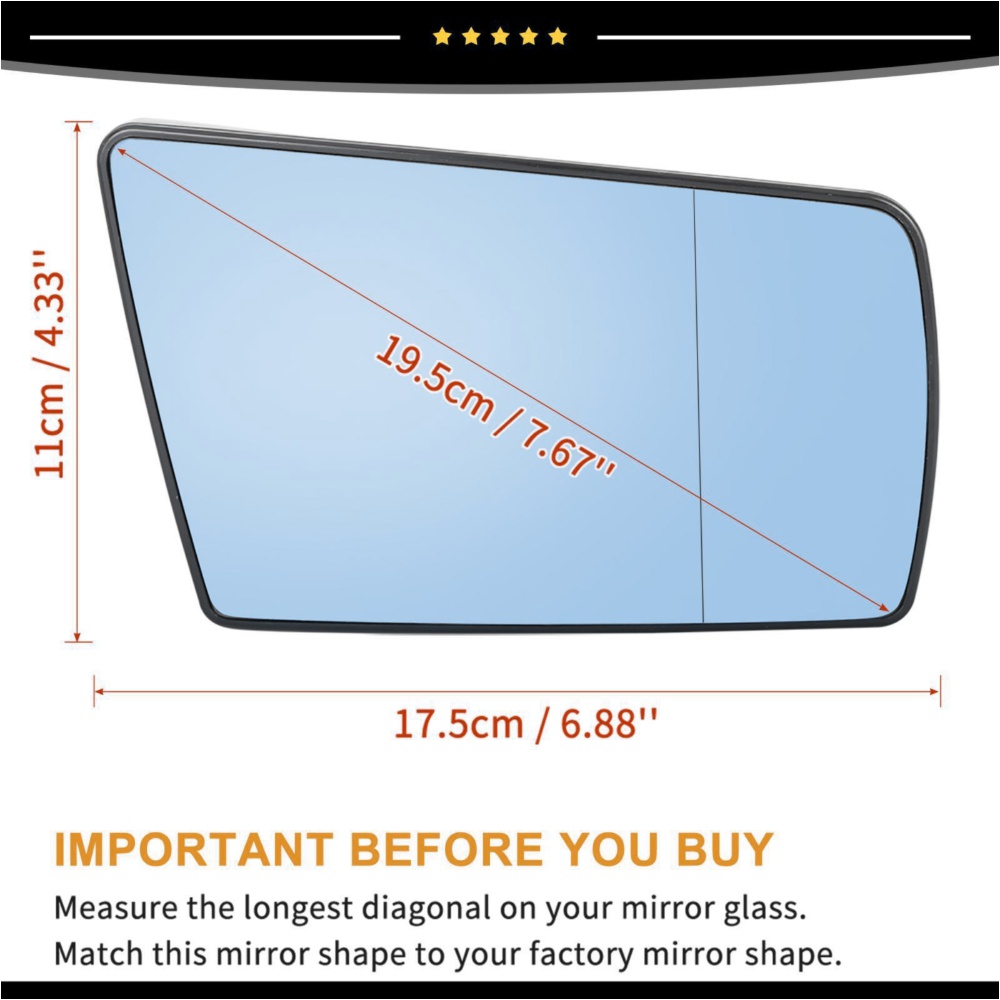 11cm / 4.33''
19.5cm / 7.67''
17.5cm / 6.88''
IMPORTANT BEFORE YOU BUY
Measure the longest diagonal on your mirror glass.
Match this mirror shape to your factory mirror shape.